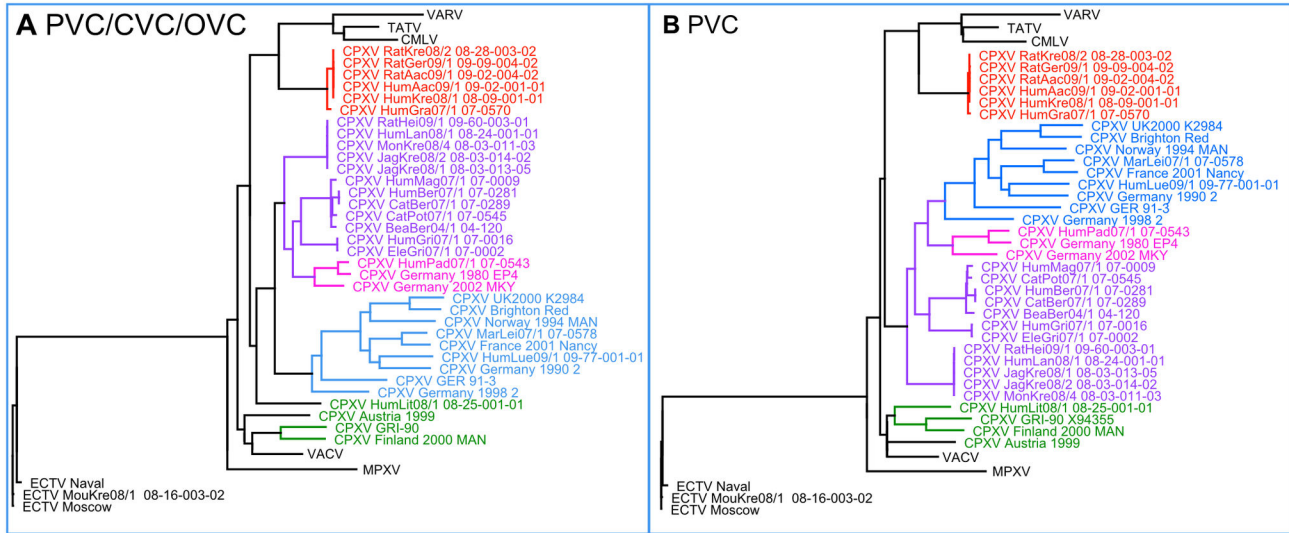 A PVC/CVC/OVC
VARV
TATV
CMLV
CPXV RatKre08/2 08-28-003-02
CPXV RatGer09/1 09-09-004-02
CPXV RatAac09/1 09-02-004-02
CPXV HumAac09/1 09-02-001-01
CPXV HumKre08/1 08-09-001-01
CPXV HumGra07/1 07-0570
CPXV RatHei09/1 09-60-003-01
CPXV HumLan08/1 08-24-001-01
CPXV MonKre08/4 08-03-011-03
CPXV JagKre08/2 08-03-014-02
CPXV JagKre08/1 08-03-013-05
CPXV HumMag07/1 07-0009
CPXV HumBer07/1 07-0281
CPXV CatBer07/1 07-0289
CPXV CatPot07/1 07-0545
CPXV BeaBer04/1 04-120
CPXV HumGri07/1 07-0016
CPXV EleGri07/1 07-0002
CPXV HumPad07/1 07-0543
CPXV Germany 1980 EP4
CPXV Germany 2002 MKY
CPXV UK2000 K2984
CPXV Brighton Red
CPXV Norway 1994 MAN
CPXV MarLei07/1 07-0578
CPXV France 2001 Nancy
CPXV HumLue09/1 09-77-001-01
CPXV Germany 1990 2
CPXV GER 91-3
CPXV Germany 1998 2
CPXV HumLit08/1 08-25-001-01
CPXV Austria 1999
CPXV GRI-90
CPXV Finland 2000 MAN
VACV
MPXV
ECTV Naval
ECTV MouKre08/1 08-16-003-02
ECTV Moscow
B PVC
VARV
TATV
CMLV
CPXV RatKre08/2 08-28-003-02
CPXV RatGer09/1 09-09-004-02
CPXV RatAac09/1 09-02-004-02
CPXV HumAac09/1 09-02-001-01
CPXV HumKre08/1 08-09-001-01
CPXV HumGra07/1 07-0570
CPXV UK2000 K2984
CPXV Brighton Red
CPXV Norway 1994 MAN
CPXV MarLei07/1 07-0578
CPXV France 2001 Nancy
CPXV HumLue09/1 09-77-001-01
CPXV Germany 1990 2
CPXV GER 91-3
CPXV Germany 1998 2
CPXV HumPad07/1 07-0543
CPXV Germany 1980 EP4
CPXV Germany 2002 MKY
CPXV HumMag07/1 07-0009
CPXV CatPot07/1 07-0545
CPXV HumBer07/1 07-0281
CPXV CatBer07/1 07-0289
CPXV BeaBer04/1 04-120
CPXV HumGri07/1 07-0016
CPXV EleGri07/1 07-0002
CPXV RatHei09/1 09-60-003-01
CPXV HumLan08/1 08-24-001-01
CPXV JagKre08/1 08-03-013-05
CPXV JagKre08/2 08-03-014-02
CPXV MonKre08/4 08-03-011-03
CPXV HumLit08/1 08-25-001-01
CPXV GRI-90 X94355
CPXV Finland 2000 MAN
CPXV Austria 1999
VACV
MPXV
ECTV Naval
ECTV MouKre08/1 08-16-003-02
ECTV Moscow